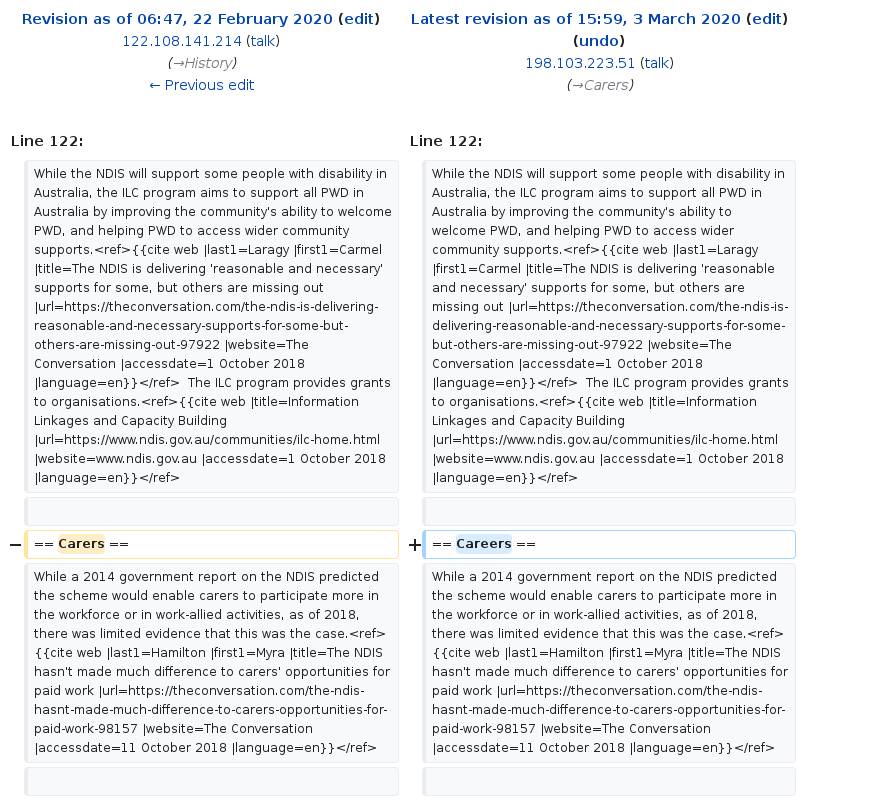 Revision as of 06:47, 22 February 2020 (edit)
122.108.141.214 (talk)
(→History)
← Previous edit
Latest revision as of 15:59, 3 March 2020 (edit)
(undo)
198.103.223.51 (talk)
(→Carers)
Line 122:
While the NDIS will support some people with disability in
Australia, the ILC program aims to support all PWD in
Australia by improving the community's ability to welcome
PWD, and helping PWD to access wider community
supports.<ref>{{cite web |last1=Laragy |first1=Carmel
|title=The NDIS is delivering 'reasonable and necessary'
supports for some, but others are missing out
|url=https://theconversation.com/the-ndis-is-delivering-
reasonable-and-necessary-supports-for-some-but-
others-are-missing-out-97922 |website=The
Conversation |accessdate=1 October 2018
|language=en}}</ref>  The ILC program provides grants
to organisations.<ref>{{cite web |title=Information
Linkages and Capacity Building
|url=https://www.ndis.gov.au/communities/ilc-home.html
|website=www.ndis.gov.au |accessdate=1 October 2018
|language=en}}</ref>
− == Carers ==
While a 2014 government report on the NDIS predicted
the scheme would enable carers to participate more in
the workforce or in work-allied activities, as of 2018,
there was limited evidence that this was the case.<ref>
{{cite web |last1=Hamilton |first1=Myra |title=The NDIS
hasn't made much difference to carers' opportunities for
paid work |url=https://theconversation.com/the-ndis-
hasnt-made-much-difference-to-carers-opportunities-for-
paid-work-98157 |website=The Conversation
|accessdate=11 October 2018 |language=en}}</ref>
Line 122:
While the NDIS will support some people with disability in
Australia, the ILC program aims to support all PWD in
Australia by improving the community's ability to
welcome PWD, and helping PWD to access wider
community supports.<ref>{{cite web |last1=Laragy
|first1=Carmel |title=The NDIS is delivering 'reasonable
and necessary' supports for some, but others are
missing out |url=https://theconversation.com/the-ndis-is-
delivering-reasonable-and-necessary-supports-for-some-
but-others-are-missing-out-97922 |website=The
Conversation |accessdate=1 October 2018
|language=en}}</ref>  The ILC program provides grants
to organisations.<ref>{{cite web |title=Information
Linkages and Capacity Building
|url=https://www.ndis.gov.au/communities/ilc-home.html
|website=www.ndis.gov.au |accessdate=1 October 2018
|language=en}}</ref>
+ == Careers ==
While a 2014 government report on the NDIS predicted
the scheme would enable carers to participate more in
the workforce or in work-allied activities, as of 2018,
there was limited evidence that this was the case.<ref>
{{cite web |last1=Hamilton |first1=Myra |title=The NDIS
hasn't made much difference to carers' opportunities for
paid work |url=https://theconversation.com/the-ndis-
hasnt-made-much-difference-to-carers-opportunities-for-
paid-work-98157 |website=The Conversation
|accessdate=11 October 2018 |language=en}}</ref>